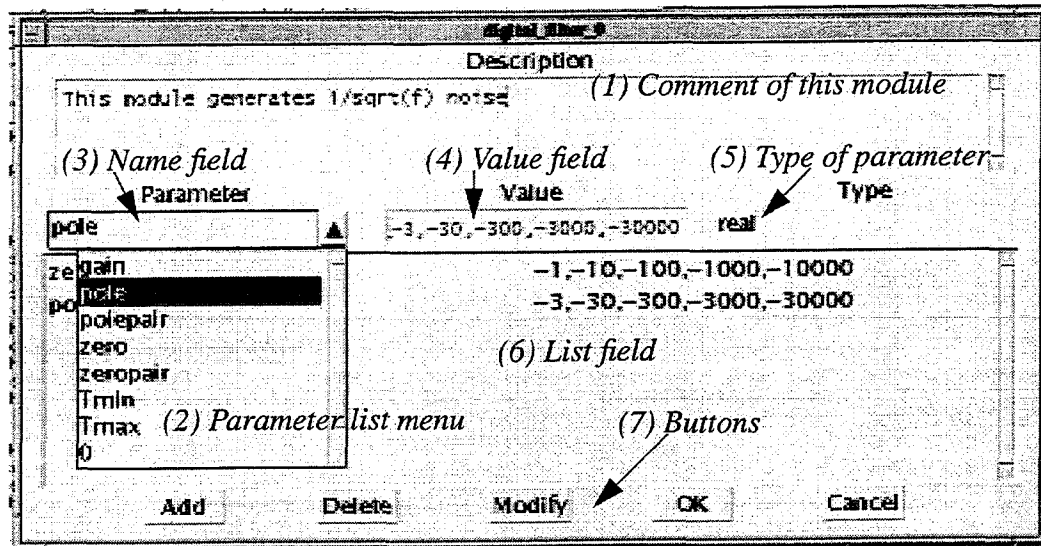 digital_filter_0
Description
(1) Comment of this module
This module generates 1/sqrt(f) noise
(3) Name field
(4) Value field
(5) Type of parameter
Parameter
Value
Type
pole
-3,-30,-300,-3000,-30000
real
ze
-1,-10,-100,-1000,-10000
po
-3,-30,-300,-3000,-30000
gain
pole
polepair
zero
zeropair
Tmin
Tmax
()
(6) List field
(2) Parameter list menu
(7) Buttons
Add
Delete
Modify
OK
Cancel